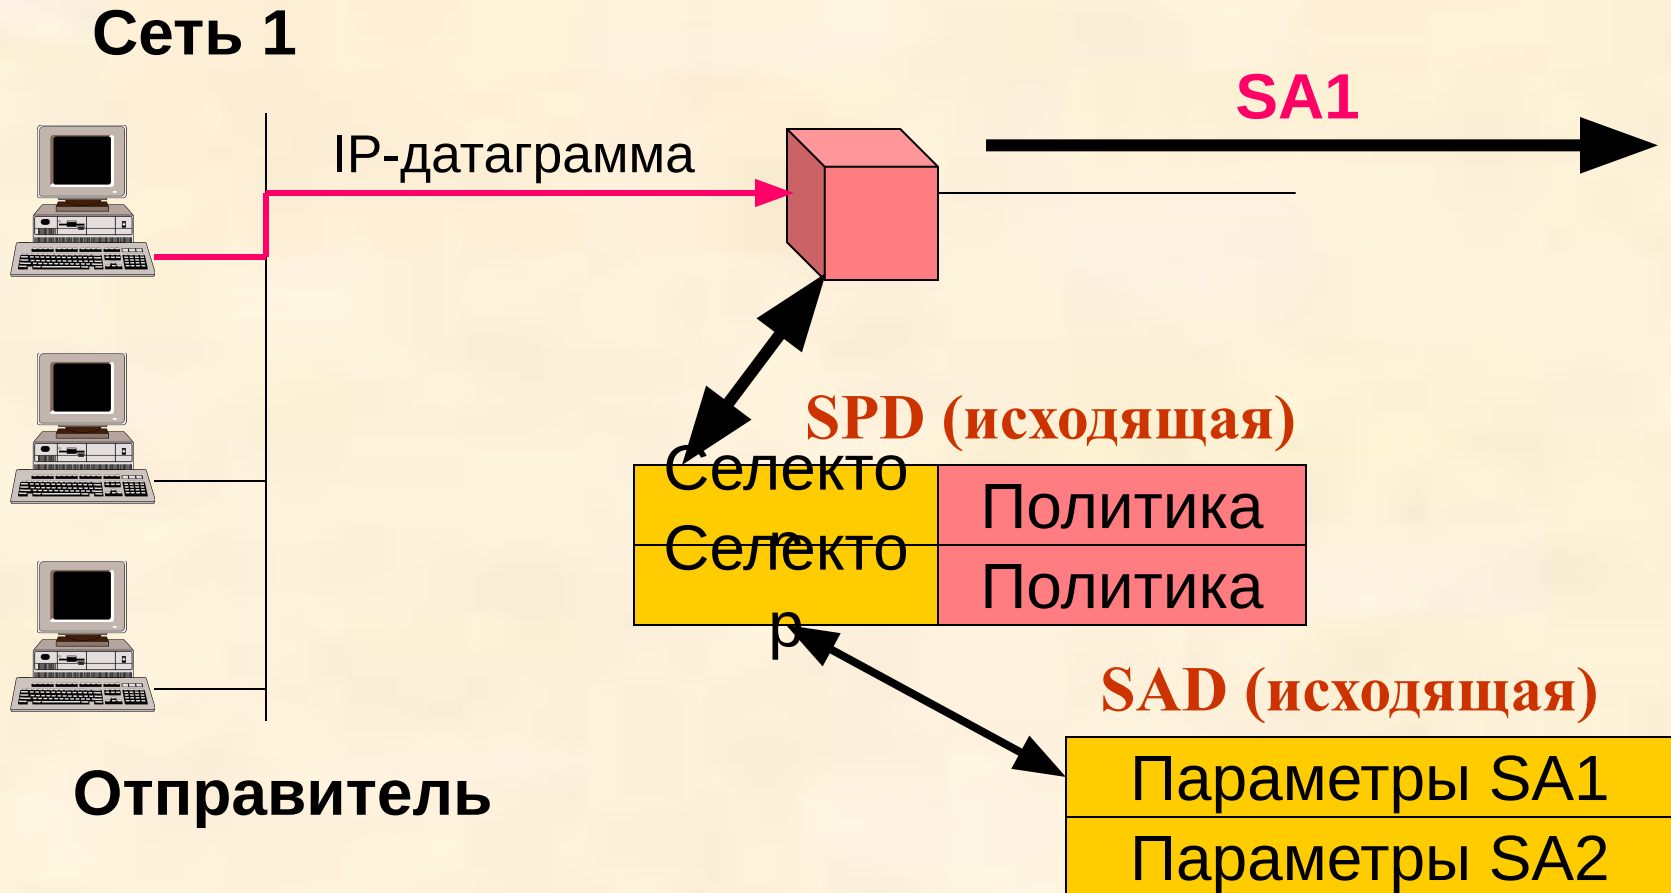 Сеть 1
SA1
IP-датаграмма
SPD (исходящая)
Селекто
р
Политика
Селекто
р
Политика
SAD (исходящая)
Отправитель
Параметры SA1
Параметры SA2